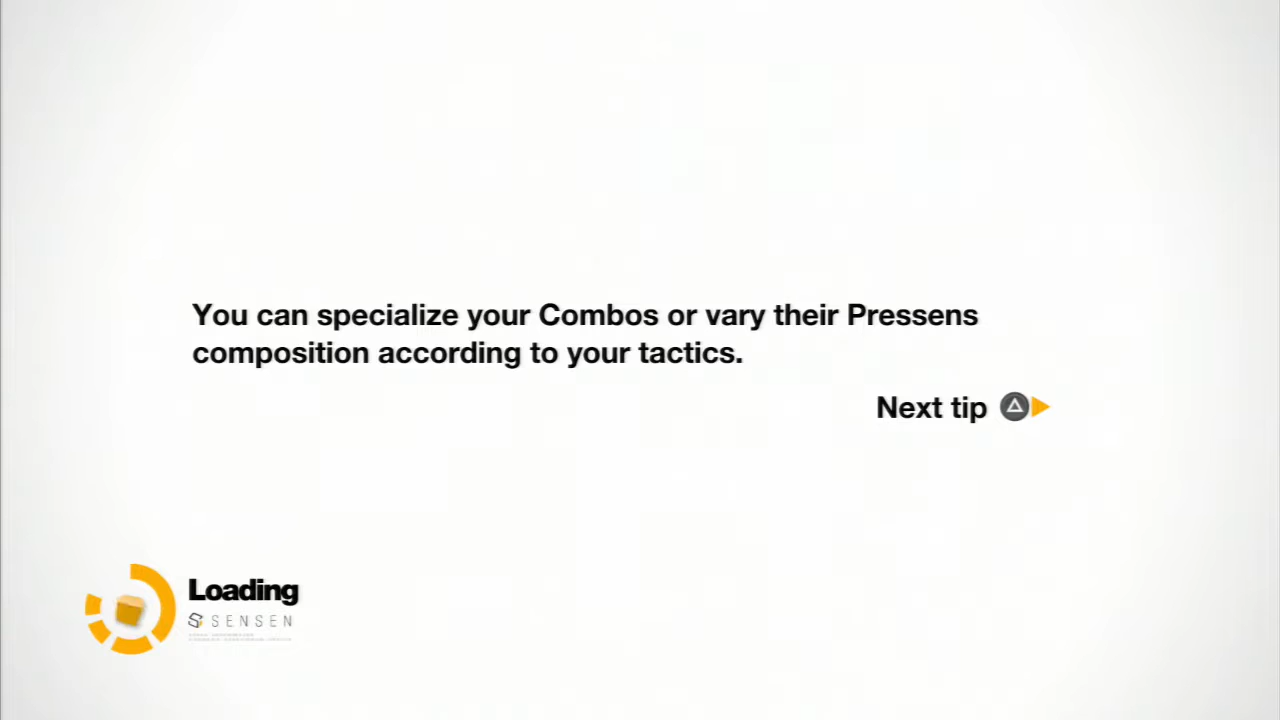 You can specialize your Combos or vary their Pressens
composition according to your tactics.
Next tip
Loading
SENSEN